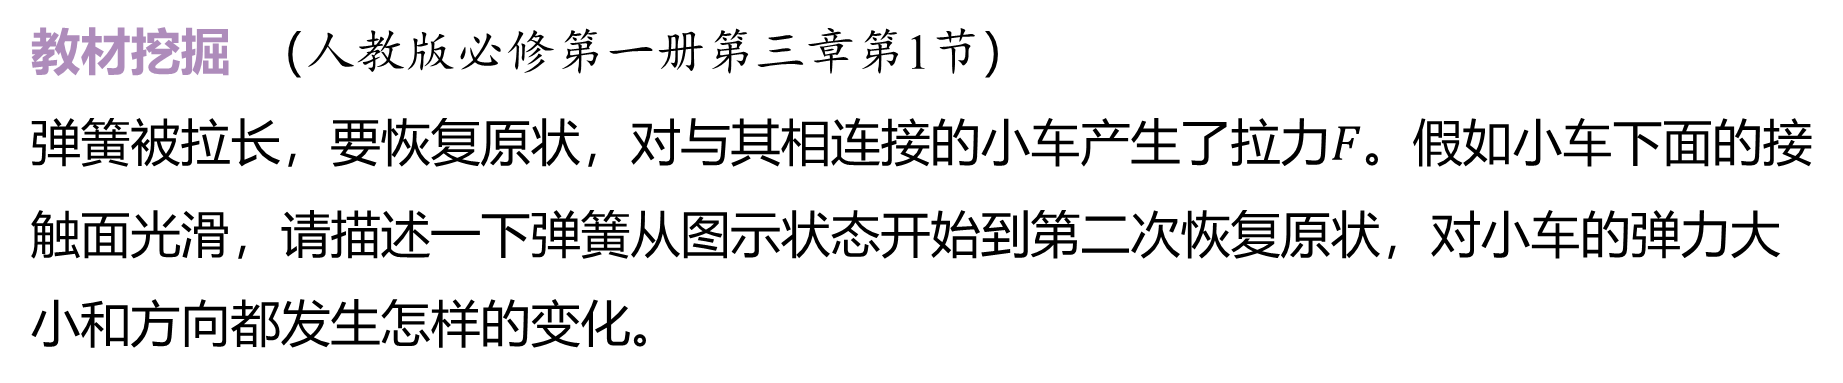 教材挖掘 (人教版必修第一册第三章第1节)
弹簧被拉长，要恢复原状，对与其相连接的小车产生了拉力F。假如小车下面的接
触面光滑，请描述一下弹簧从图示状态开始到第二次恢复原状，对小车的弹力大
小和方向都发生怎样的变化。